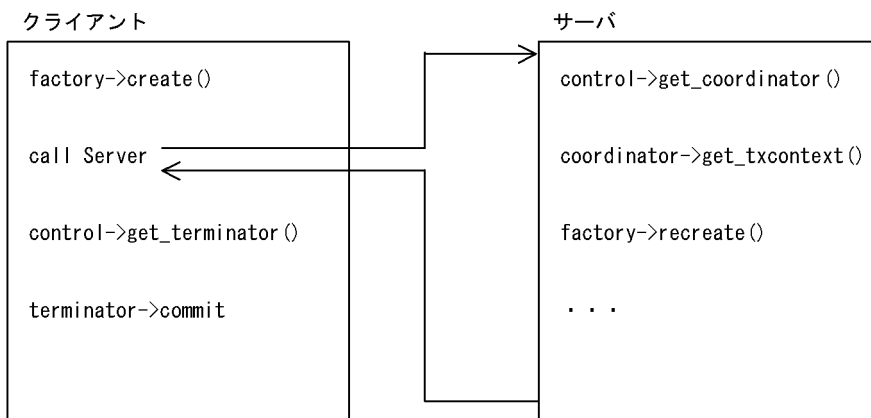 クライアント
factory->create()
call Server
control->get_terminator()
terminator->commit
サーバ
control->get_coordinator()
coordinator->get_txcontext()
factory->recreate()
・・・